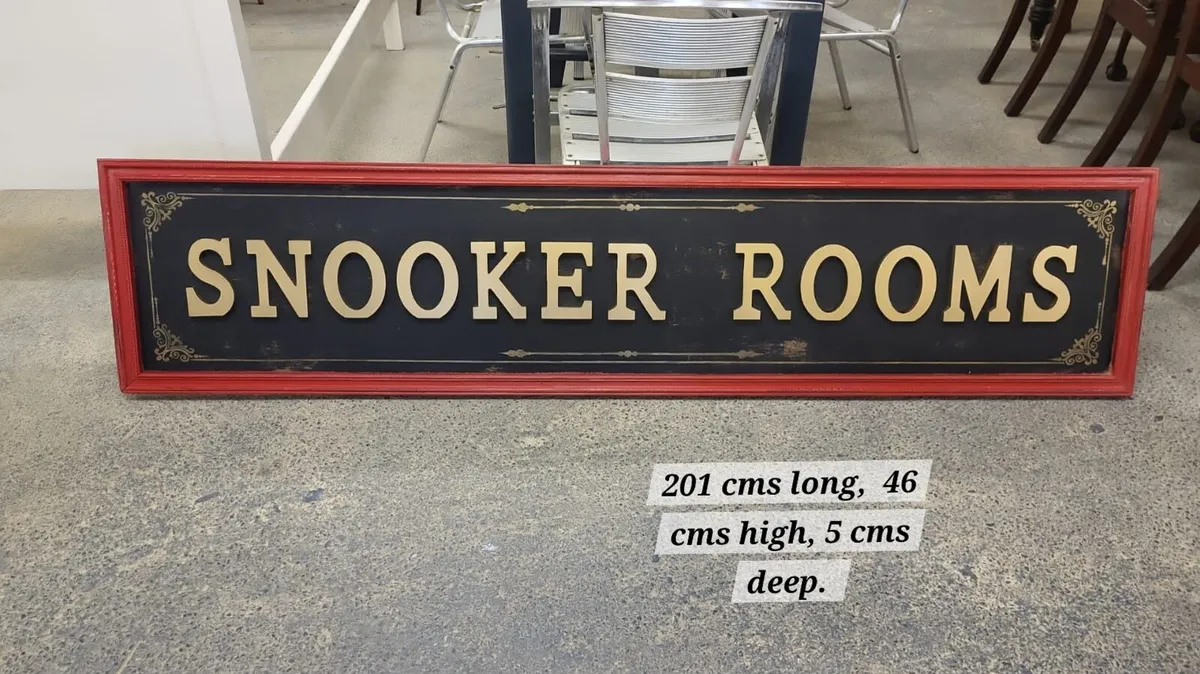 SNOOKER ROOMS
201 cms long, 46
cms high, 5 cms
deep.